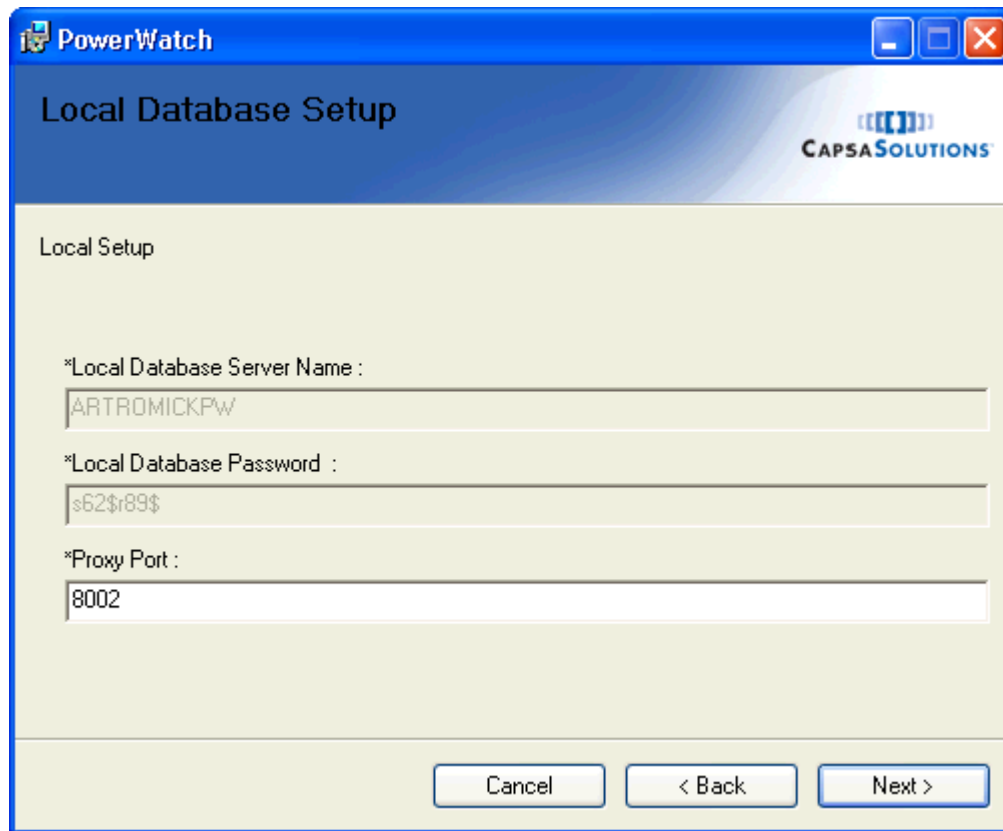 PowerWatch
Local Database Setup
CAPSASOLUTIONS
Local Setup
*Local Database Server Name :
ARTROMICKPW
*Local Database Password  :
s62$r89$
*Proxy Port :
8002
Cancel
< Back
Next >